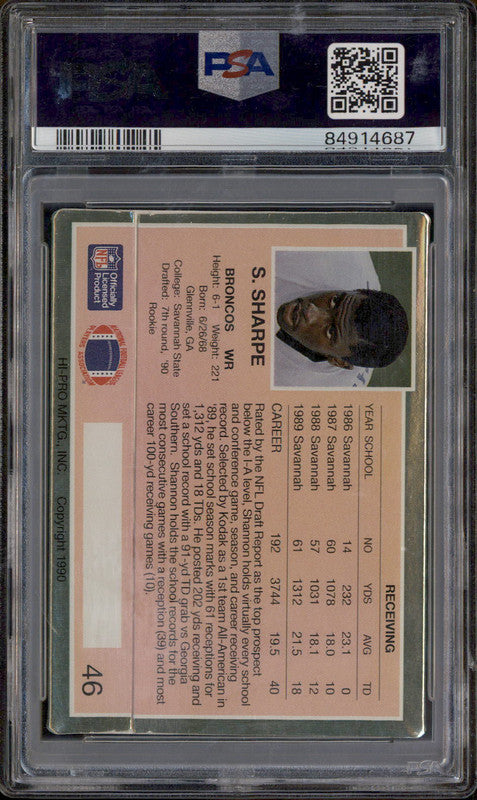 PSA
84914687
S. SHARPE
BRONCOS WR
Height: 6-1 Weight: 221
Born: 6/26/68
Glennville, GA
College: Savannah State
Drafted: 7th round, '90
Rookie
NFL
Officially
Licensed
Product
HI-PRO MKTG., INC. Copyright 1990
RECEIVING
YEAR SCHOOL NO YDS AVG TD
1986 Savannah 14 232 23.1 0
1987 Savannah 60 1078 18.0 10
1988 Savannah 57 1031 18.1 12
1989 Savannah 61 1312 21.5 18
CAREER 192 3744 19.5 40
Rated by the NFL Draft Report as the top prospect
below the I-A level, Shannon holds virtually every school
and conference game, season, and career receiving
record. Selected by Kodak as a 1st team All-American in
'89, he set school season marks with 61 receptions for
1,312 yds and 18 TDs. He posted 202 yds receiving and
set a school record with a 91-yd TD grab vs Georgia
Southern. Shannon holds the school records for the
most consecutive games with a reception (39) and most
career 100-yd receiving games (10).
46